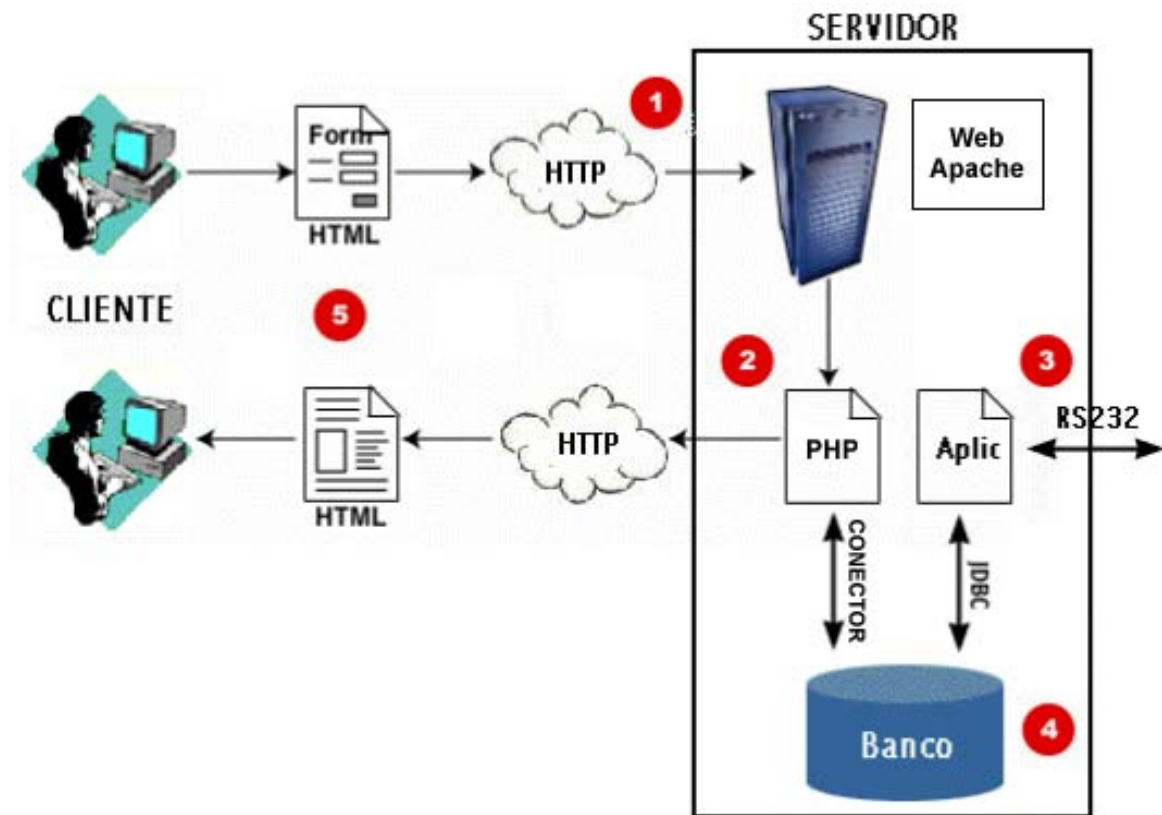 SERVIDOR
1
Form
HTML
HTTP
Web
Apache
CLIENTE
5
2
3
HTML
HTTP
PHP
Aplic
RS232
CONECTOR
JDBC
Banco
4